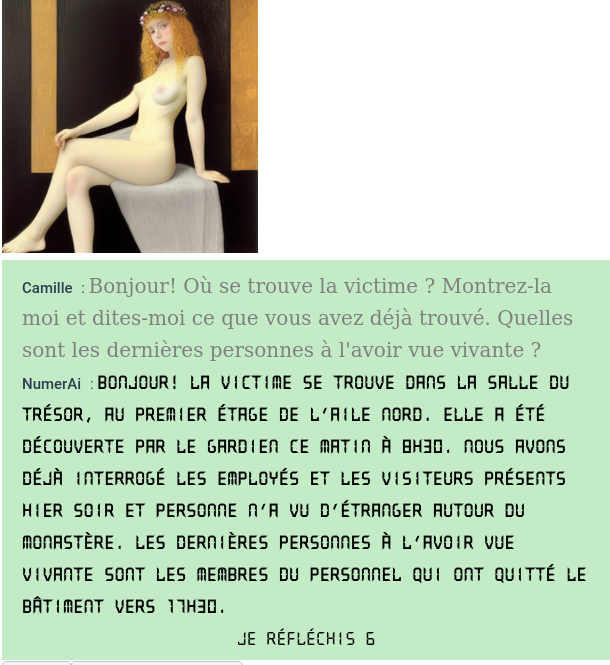 Camille : Bonjour! Où se trouve la victime ? Montrez-la
moi et dites-moi ce que vous avez déjà trouvé. Quelles
sont les dernières personnes à l'avoir vue vivante ?
NumerAi : BONJOUR! LA VICTIME SE TROUVE DANS LA SALLE DU
TRÉSOR, AU PREMIER ÉTAGE DE L'AILE NORD. ELLE A ÉTÉ
DÉCOUVERTE PAR LE GARDIEN CE MATIN À 8H30. NOUS AVONS
DÉJÀ INTERROGÉ LES EMPLOYÉS ET LES VISITEURS PRÉSENTS
HIER SOIR ET PERSONNE N'A VU D'ÉTRANGER AUTOUR DU
MONASTÈRE. LES DERNIÈRES PERSONNES À L'AVOIR VUE
VIVANTE SONT LES MEMBRES DU PERSONNEL QUI ONT QUITTÉ LE
BÂTIMENT VERS 17H30.
JE RÉFLÉCHIS 6